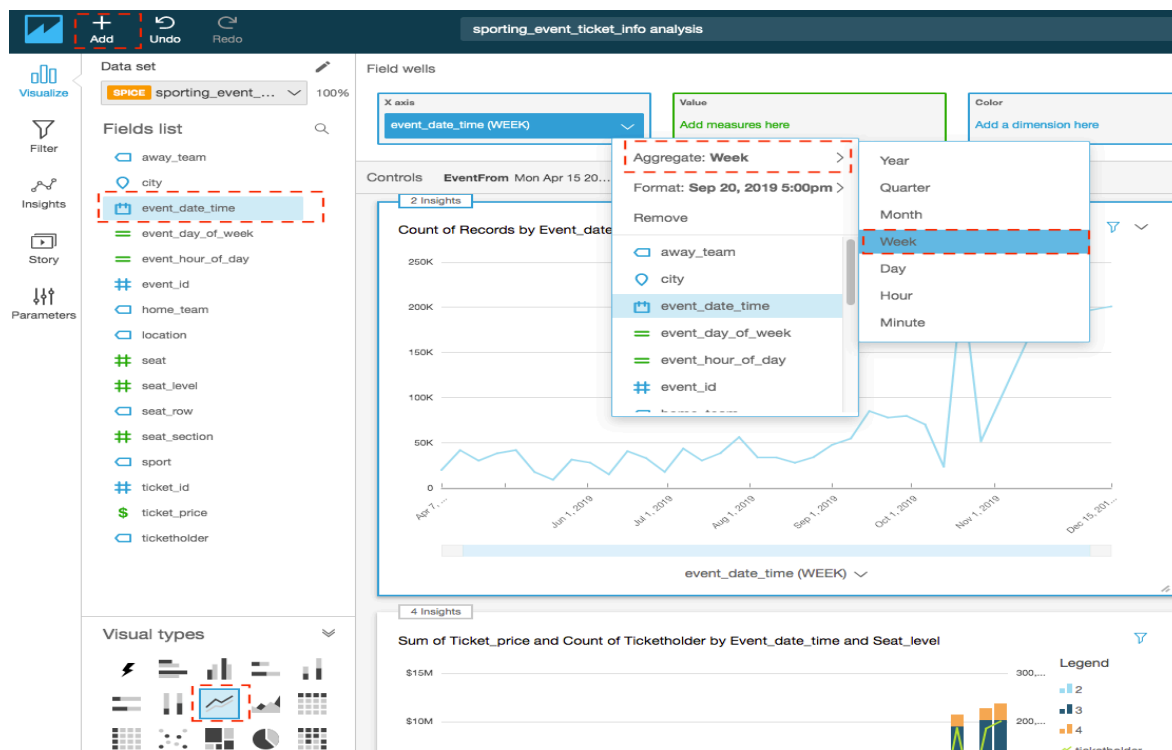 Add
Undo
Redo
sporting_event_ticket_info analysis
Visualize
Filter
Insights
Story
Parameters
Data set
SPICE sporting_event_... 100%
Fields list
away_team
city
event_date_time
event_day_of_week
event_hour_of_day
event_id
home_team
location
seat
seat_level
seat_row
seat_section
sport
ticket_id
ticket_price
ticketholder
Visual types
Field wells
X axis
event_date_time (WEEK)
Value
Add measures here
Color
Add a dimension here
Controls EventFrom Mon Apr 15 20...
Aggregate: Week
Format: Sep 20, 2019 5:00pm
Remove
away_team
city
event_date_time
event_day_of_week
event_hour_of_day
event_id
Year
Quarter
Month
Week
Day
Hour
Minute
2 Insights
Count of Records by Event_date
250K
200K
150K
100K
50K
0
Apr 7, ...
Jun 1, 2019
Jul 1, 2019
Aug 1, 2019
Sep 1, 2019
Oct 1, 2019
Nov 1, 2019
Dec 15, 201...
event_date_time (WEEK)
4 Insights
Sum of Ticket_price and Count of Ticketholder by Event_date_time and Seat_level
$15M
$10M
300,...
200,...
Legend
2
3
4
ticketholder